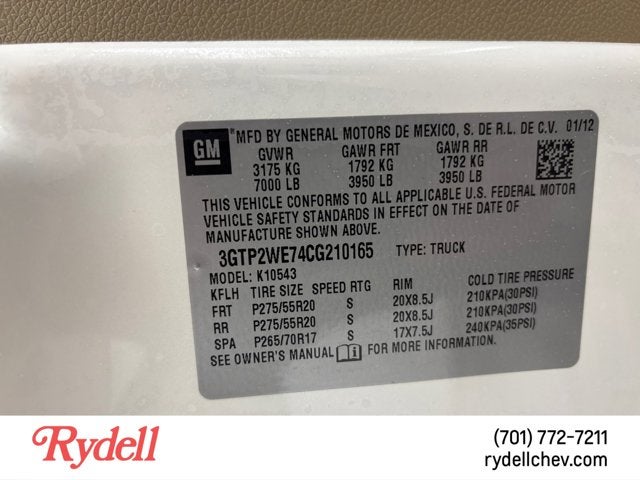 GM
*MFD BY GENERAL MOTORS DE MEXICO, S. DE R.L. DE C.V. 01/12
GVWR GAWR FRT GAWR RR
3175 KG 1792 KG 1792 KG
7000 LB 3950 LB 3950 LB
THIS VEHICLE CONFORMS TO ALL APPLICABLE U.S. FEDERAL MOTOR
VEHICLE SAFETY STANDARDS IN EFFECT ON THE DATE OF
MANUFACTURE SHOWN ABOVE.
3GTP2WE74CG210165 TYPE: TRUCK
MODEL: K10543
KFLH TIRE SIZE SPEED RTG RIM COLD TIRE PRESSURE
FRT P275/55R20 S 20X8.5J 210KPA(30PSI)
RR P275/55R20 S 20X8.5J 210KPA(30PSI)
SPA P265/70R17 S 17X7.5J 240KPA(35PSI)
SEE OWNER'S MANUAL FOR MORE INFORMATION.
Rydell
(701) 772-7211
rydellchev.com